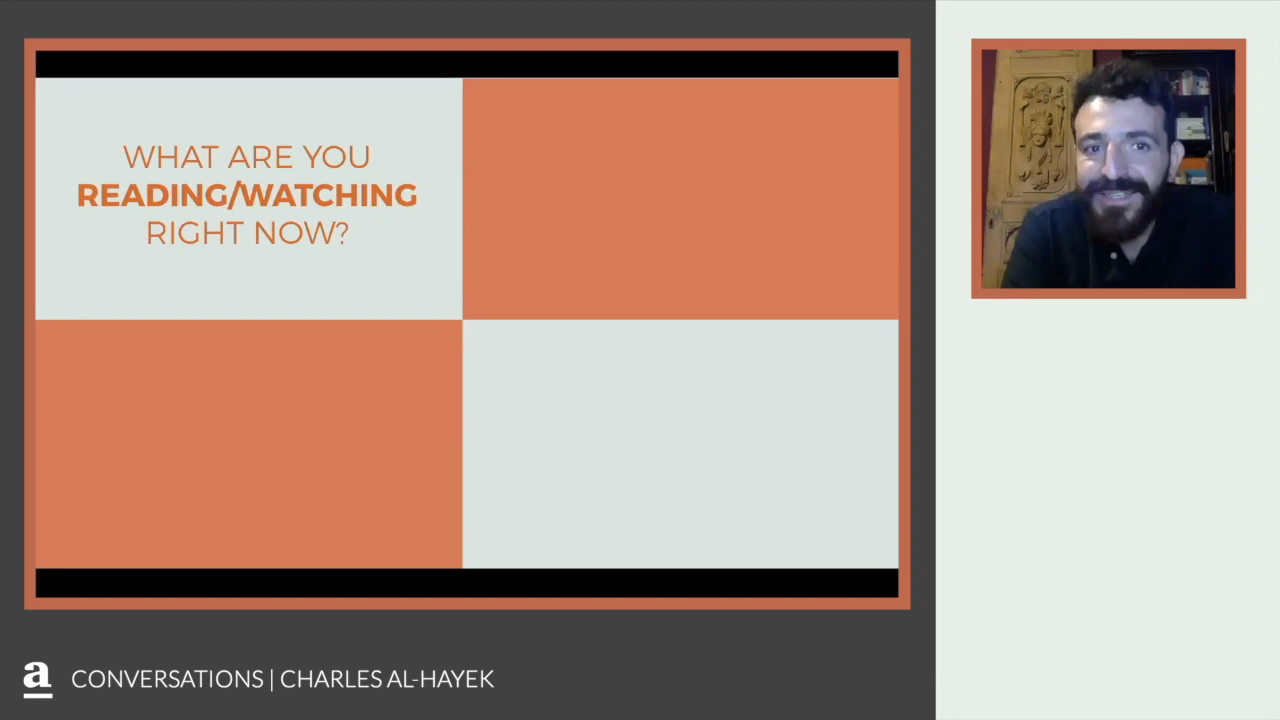 WHAT ARE YOU
READING/WATCHING
RIGHT NOW?
a
CONVERSATIONS | CHARLES AL-HAYEK